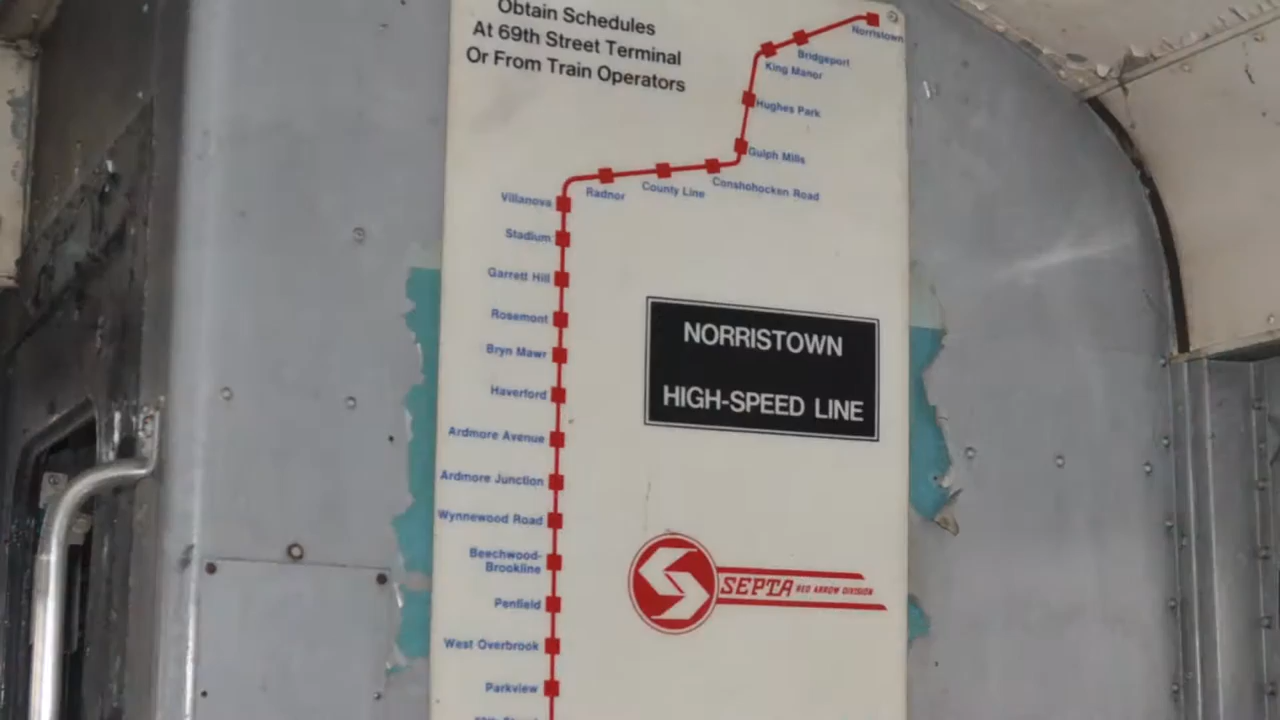 Obtain Schedules
At 69th Street Terminal
Or From Train Operators
Norristown
Bridgeport
King Manor
Hughes Park
Gulph Mills
Conshohocken Road
County Line
Radnor
Villanova
Stadium
Garrett Hill
Rosemont
Bryn Mawr
Haverford
Ardmore Avenue
Ardmore Junction
Wynnewood Road
Beechwood-
Brookline
Penfield
West Overbrook
Parkview
NORRISTOWN
HIGH-SPEED LINE
SEPTA RED ARROW DIVISION